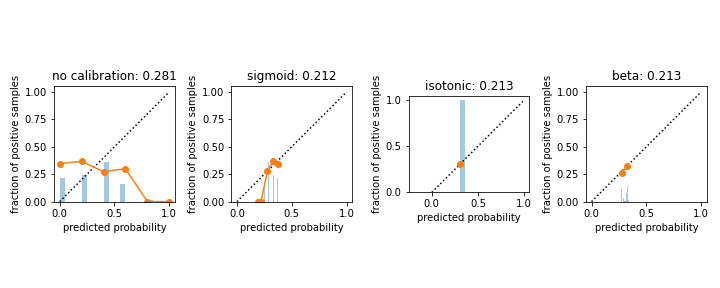 no calibration: 0.281
fraction of positive samples
1.00
0.75
0.50
0.25
0.00
0.0
0.5
1.0
predicted probability
sigmoid: 0.212
fraction of positive samples
1.00
0.75
0.50
0.25
0.00
0.0
0.5
1.0
predicted probability
isotonic: 0.213
fraction of positive samples
1.0
0.5
0.0
0.0
0.5
1.0
predicted probability
beta: 0.213
fraction of positive samples
1.00
0.75
0.50
0.25
0.00
0.0
0.5
1.0
predicted probability